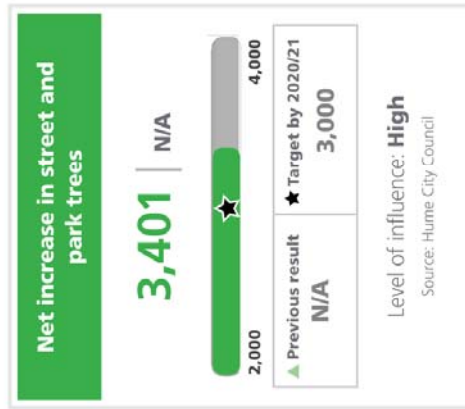 Net increase in street and
park trees
3,401 | N/A
2,000 4,000
▲ Previous result
N/A
★ Target by 2020/21
3,000
Level of influence: High
Source: Hume City Council